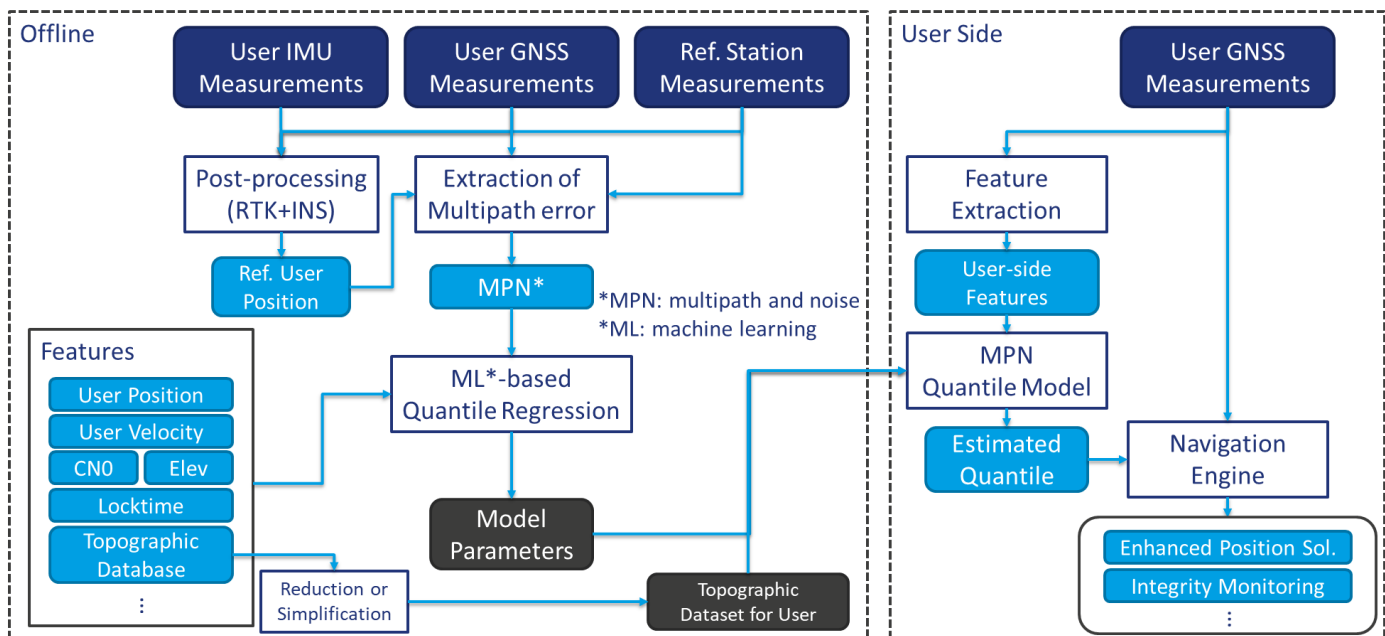 Offline
User IMU
Measurements
User GNSS
Measurements
Ref. Station
Measurements
Post-processing
(RTK+INS)
Extraction of
Multipath error
Ref. User
Position
MPN*
*MPN: multipath and noise
*ML: machine learning
Features
User Position
User Velocity
CN0
Elev
Locktime
Topographic
Database
⋮
ML*-based
Quantile Regression
Model
Parameters
Reduction or
Simplification
Topographic
Dataset for User
User Side
User GNSS
Measurements
Feature
Extraction
User-side
Features
MPN
Quantile Model
Estimated
Quantile
Navigation
Engine
Enhanced Position Sol.
Integrity Monitoring
⋮